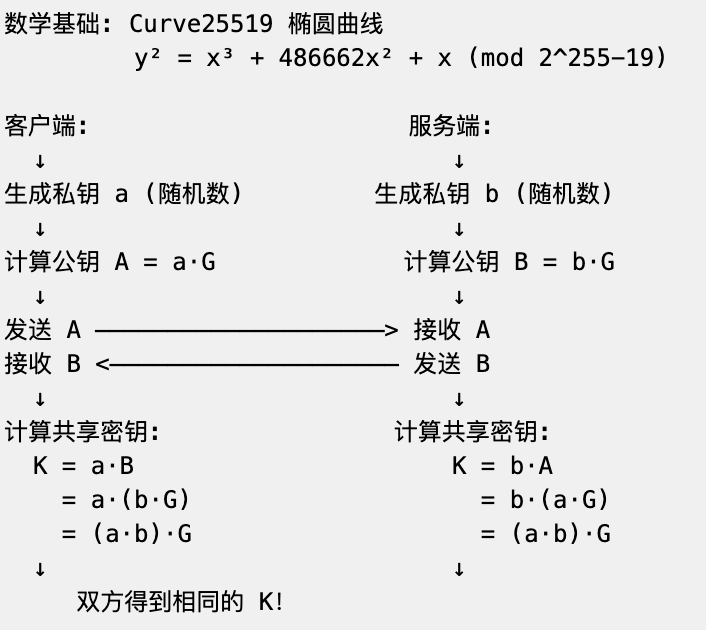 数学基础: Curve25519 椭圆曲线
y² = x³ + 486662x² + x (mod 2^255-19)
客户端: 服务端:
↓ ↓
生成私钥 a (随机数) 生成私钥 b (随机数)
↓ ↓
计算公钥 A = a·G 计算公钥 B = b·G
↓ ↓
发送 A ──────────────> 接收 A
接收 B <────────────── 发送 B
↓ ↓
计算共享密钥: 计算共享密钥:
K = a·B K = b·A
= a·(b·G) = b·(a·G)
= (a·b)·G = (a·b)·G
↓ ↓
双方得到相同的 K!